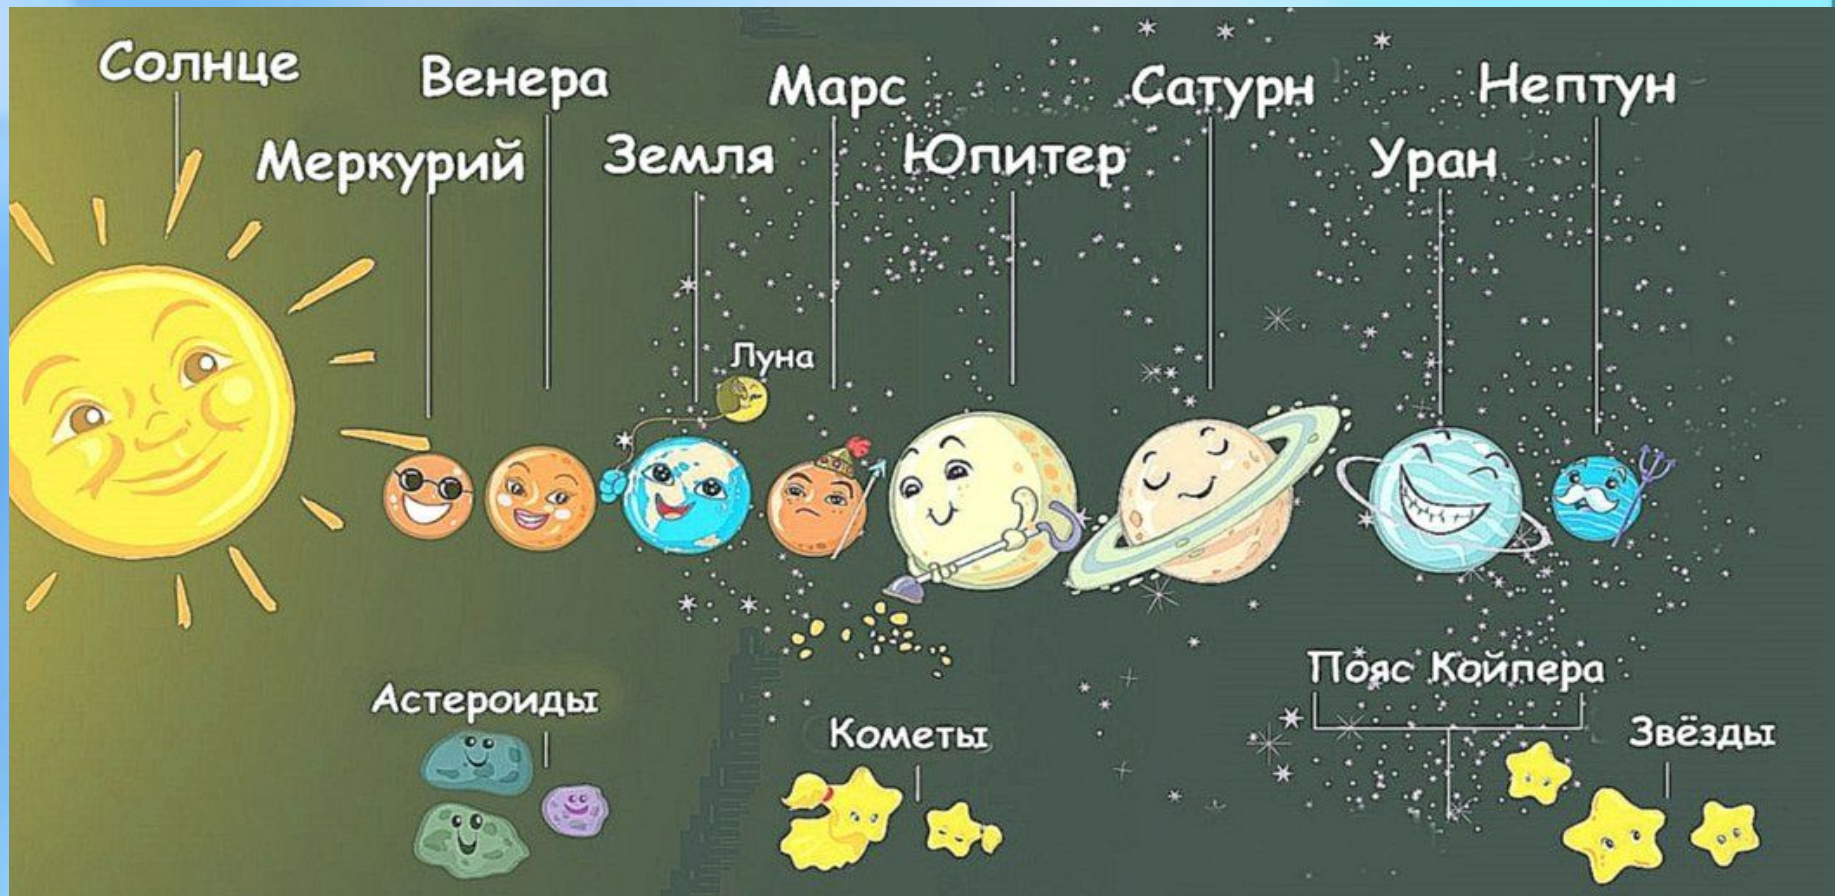 Солнце
Меркурий
Венера
Земля
Луна
Марс
Юпитер
Сатурн
Уран
Нептун
Астероиды
Кометы
Пояс Койпера
Звёзды